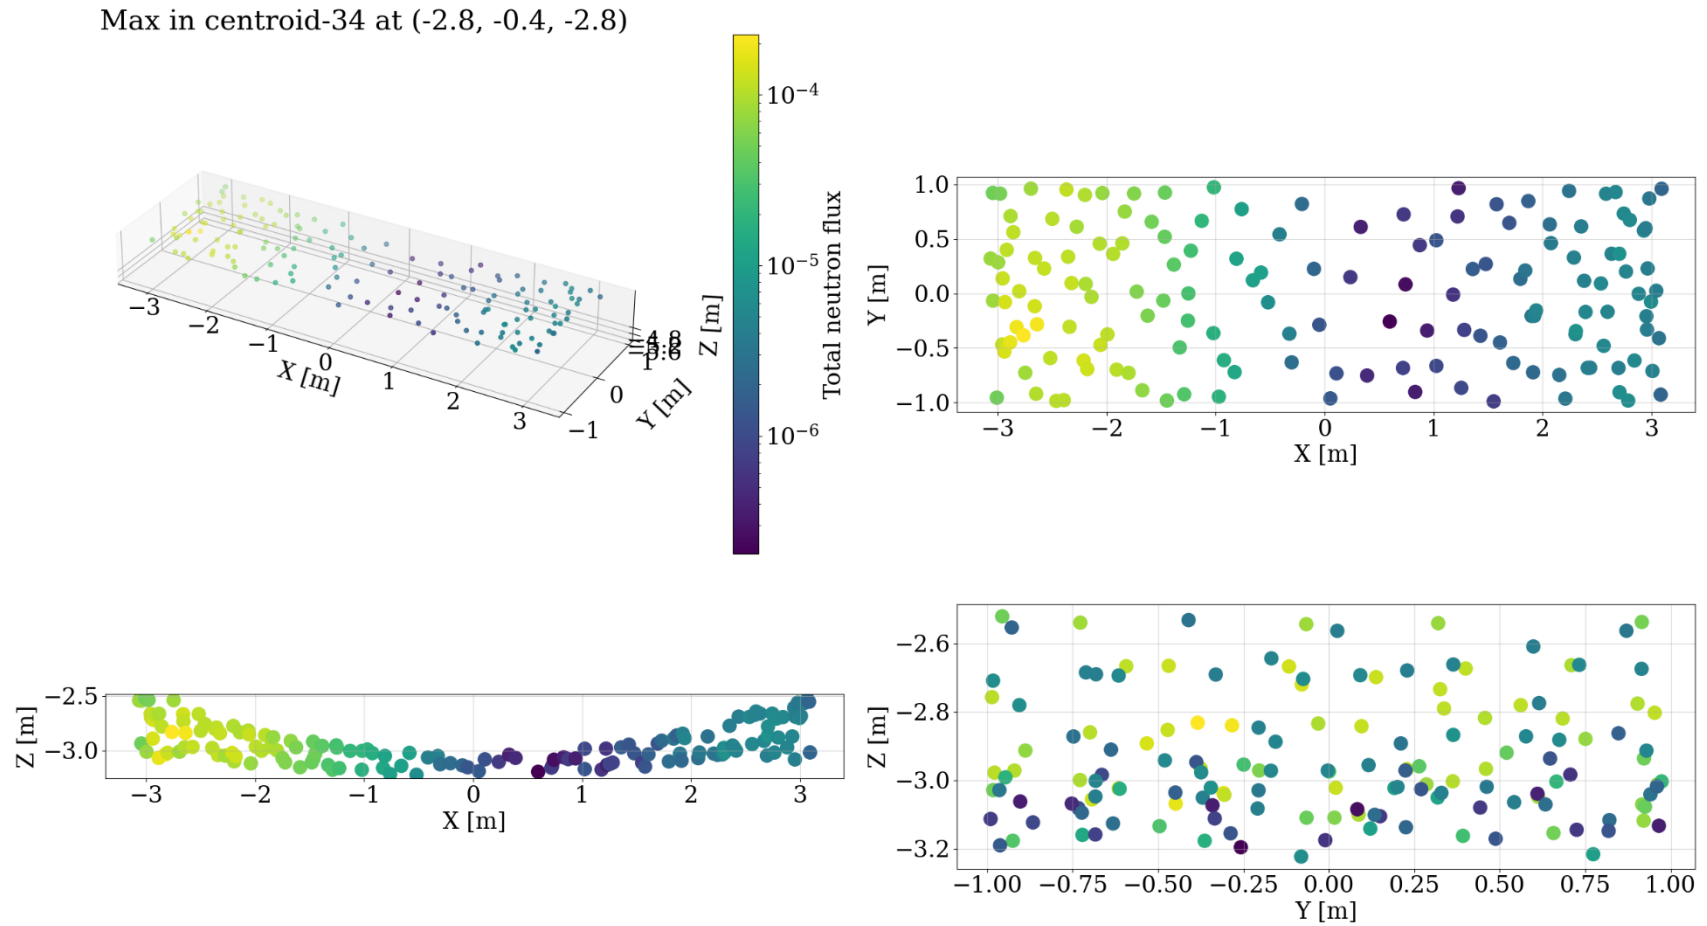 Max in centroid-34 at (-2.8, -0.4, -2.8)
−3
−2
−1
0
1
2
3
X [m]
−1
0
1
Y [m]
Z [m]
10⁻⁴
10⁻⁵
10⁻⁶
Total neutron flux
1.0
0.5
0.0
−0.5
−1.0
Y [m]
−3 −2 −1 0 1 2 3
X [m]
−2.5
−3.0
Z [m]
−3 −2 −1 0 1 2 3
X [m]
−2.6
−2.8
−3.0
−3.2
Z [m]
−1.00 −0.75 −0.50 −0.25 0.00 0.25 0.50 0.75 1.00
Y [m]